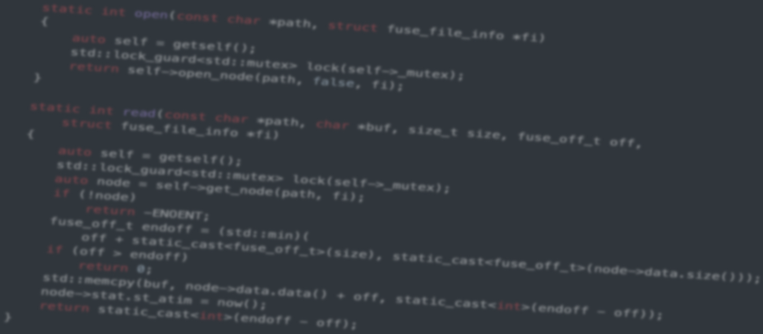 static int open(const char *path, struct fuse_file_info *fi)
{
auto self = getself();
std::lock_guard<std::mutex> lock(self->_mutex);
return self->open_node(path, false, fi);
}
static int read(const char *path, char *buf, size_t size, fuse_off_t off,
struct fuse_file_info *fi)
{
auto self = getself();
std::lock_guard<std::mutex> lock(self->_mutex);
auto node = self->get_node(path, fi);
if (!node)
return -ENOENT;
fuse_off_t endoff = (std::min)(
off + static_cast<fuse_off_t>(size), static_cast<fuse_off_t>(node->data.size()));
if (off > endoff)
return 0;
std::memcpy(buf, node->data.data() + off, static_cast<int>(endoff - off));
node->stat.st_atim = now();
return static_cast<int>(endoff - off);
}